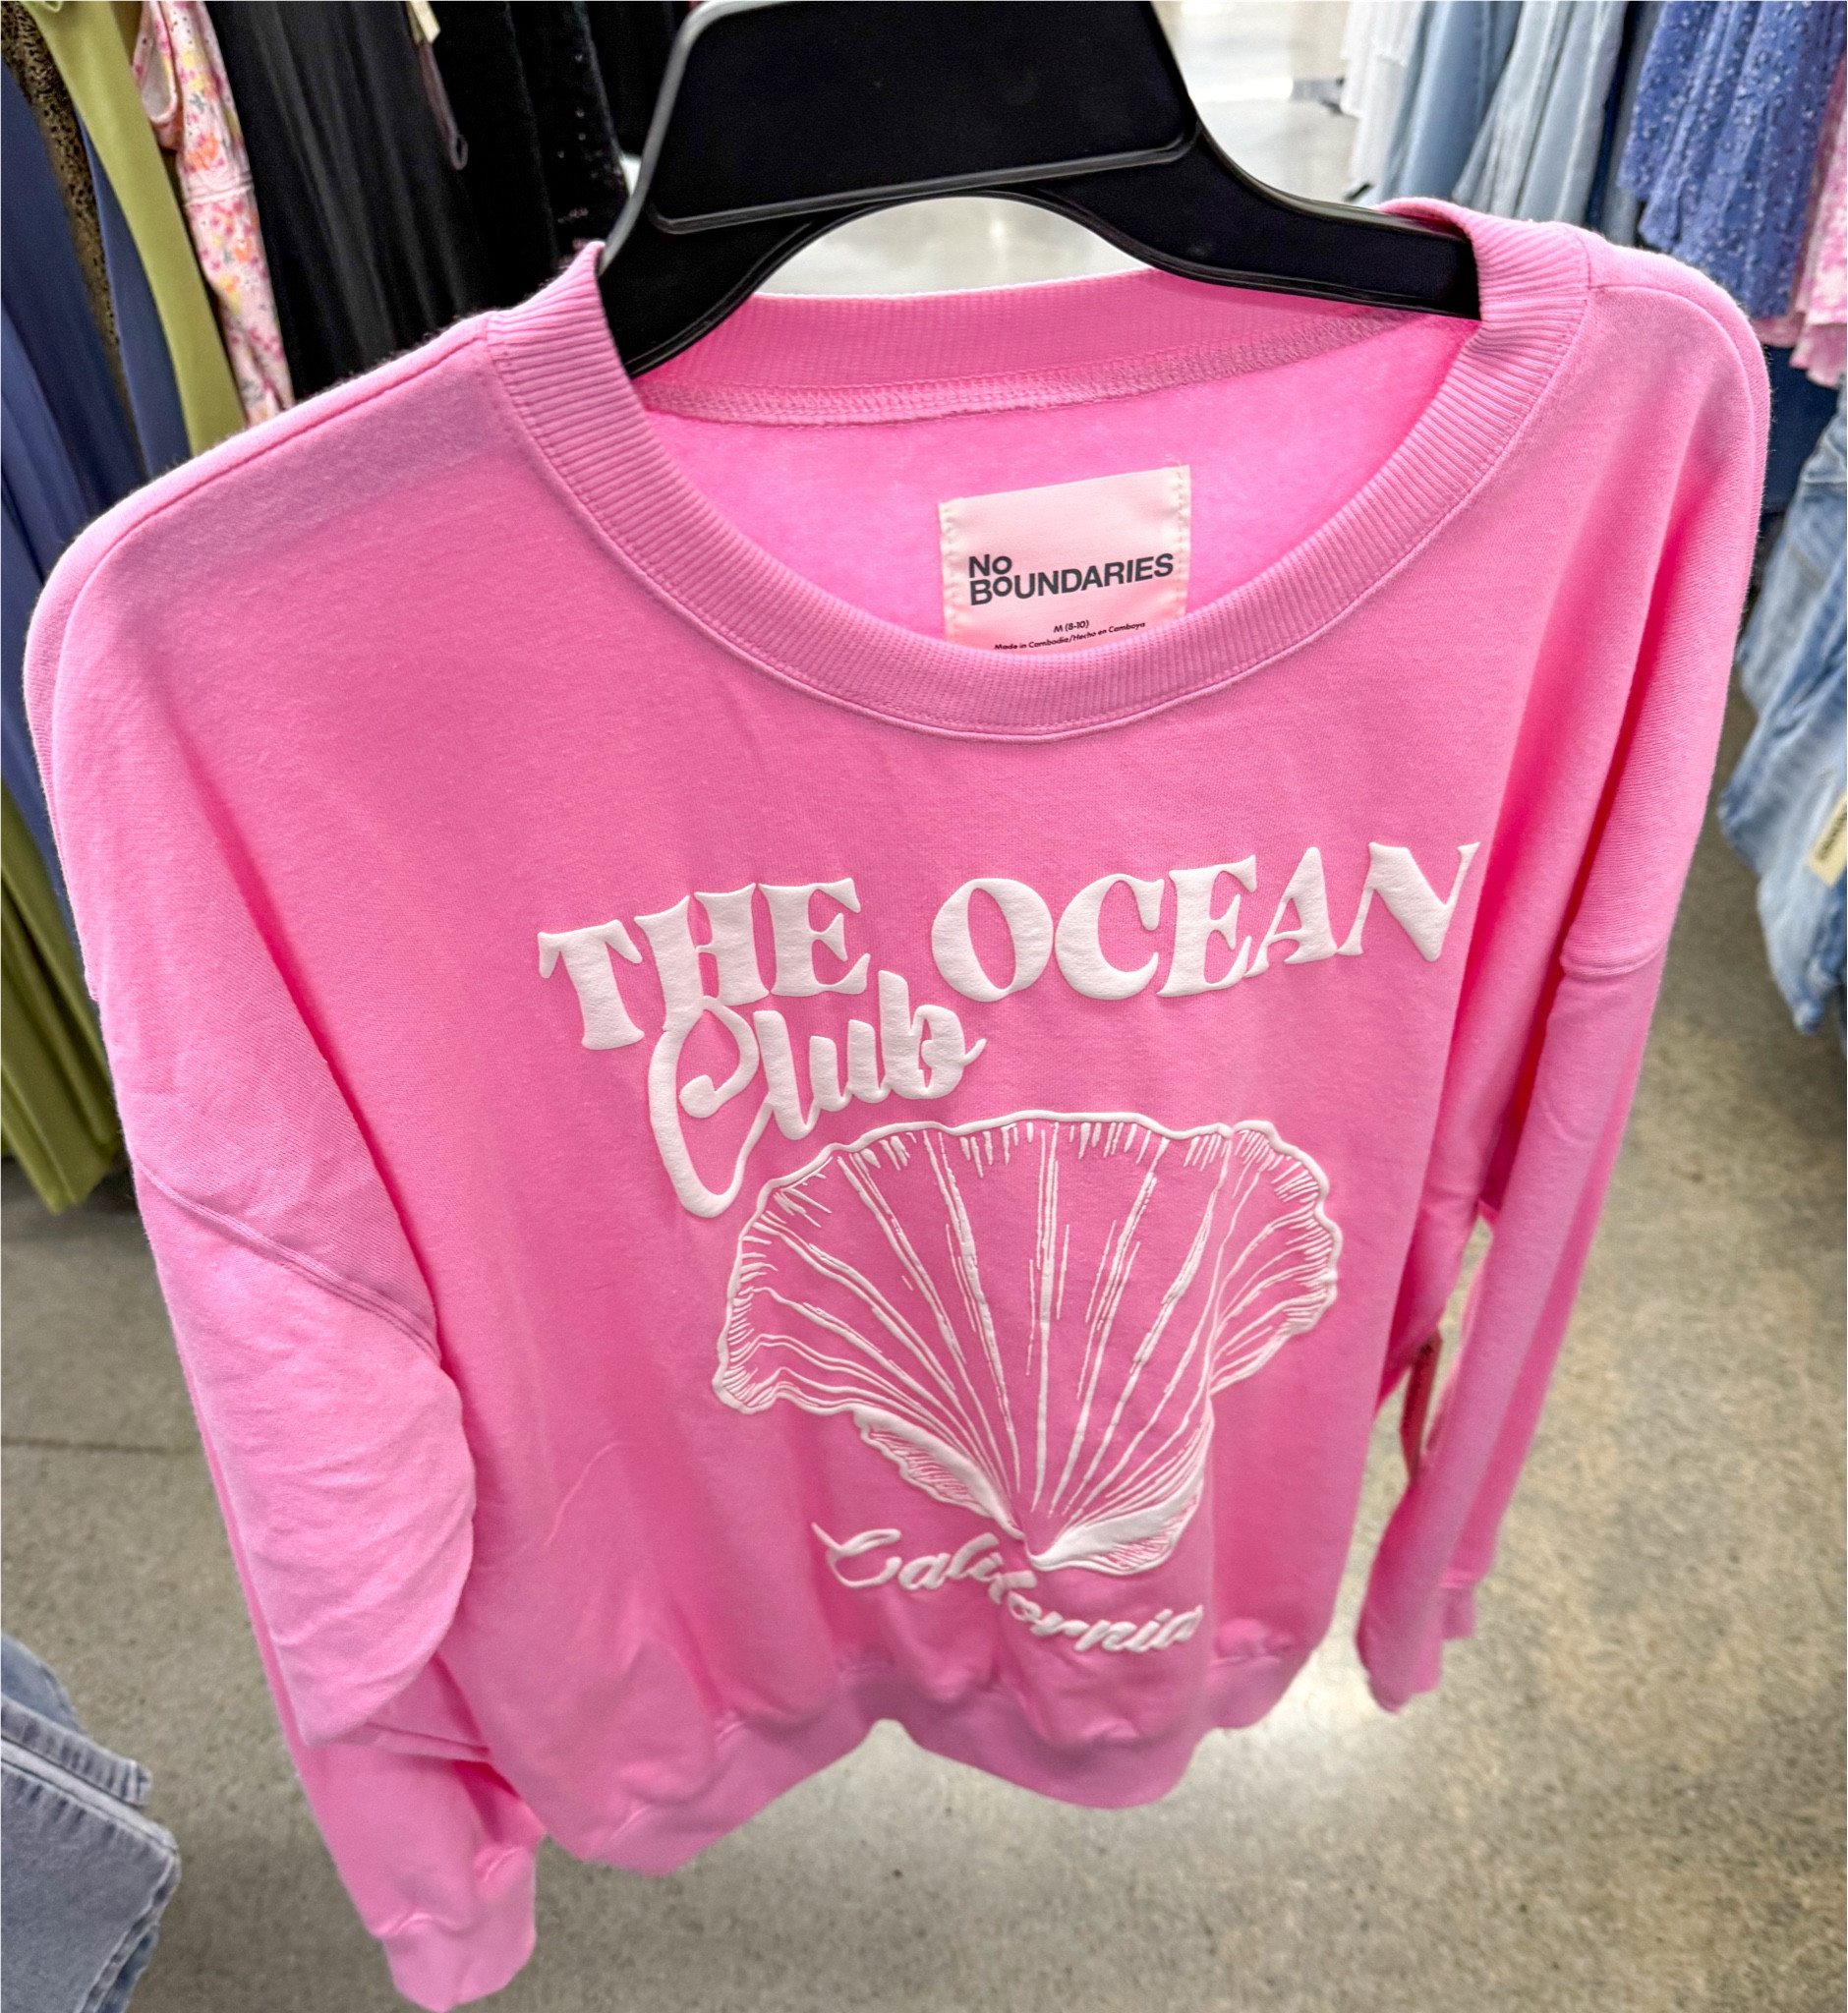 NO
BOUNDARIES
M (8-10)
Made in Cambodia/Hecho en Camboya
THE OCEAN
Club
California